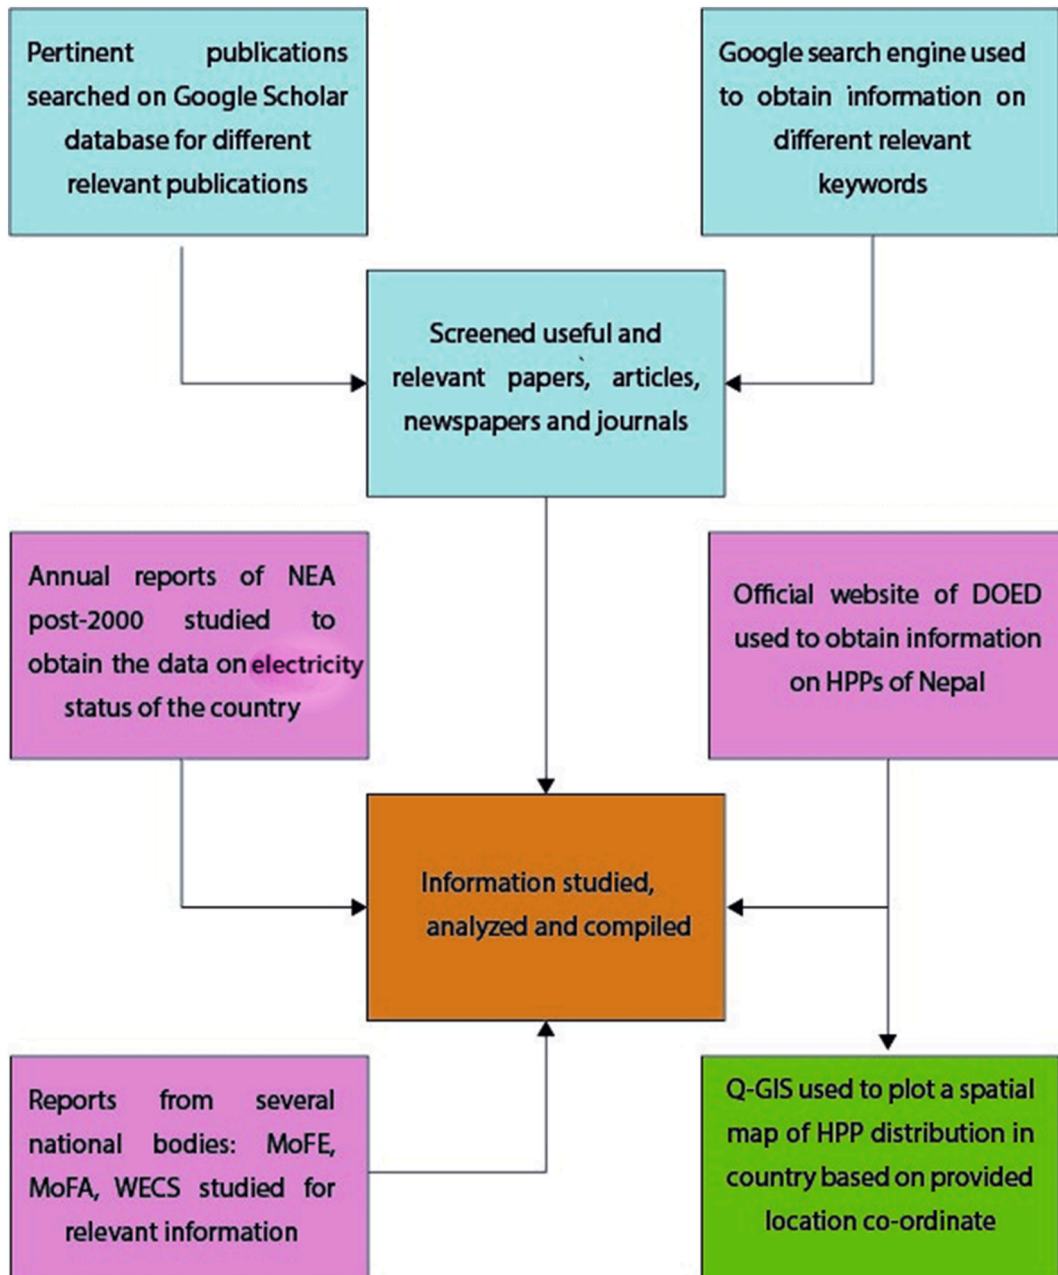 Pertinent publications
searched on Google Scholar
database for different
relevant publications
Google search engine used
to obtain information on
different relevant
keywords
Screened useful and
relevant papers, articles,
newspapers and journals
Annual reports of NEA
post-2000 studied to
obtain the data on electricity
status of the country
Official website of DOED
used to obtain information
on HPPs of Nepal
Information studied,
analyzed and compiled
Reports from several
national bodies: MoFE,
MoFA, WECS studied for
relevant information
Q-GIS used to plot a spatial
map of HPP distribution in
country based on provided
location co-ordinate